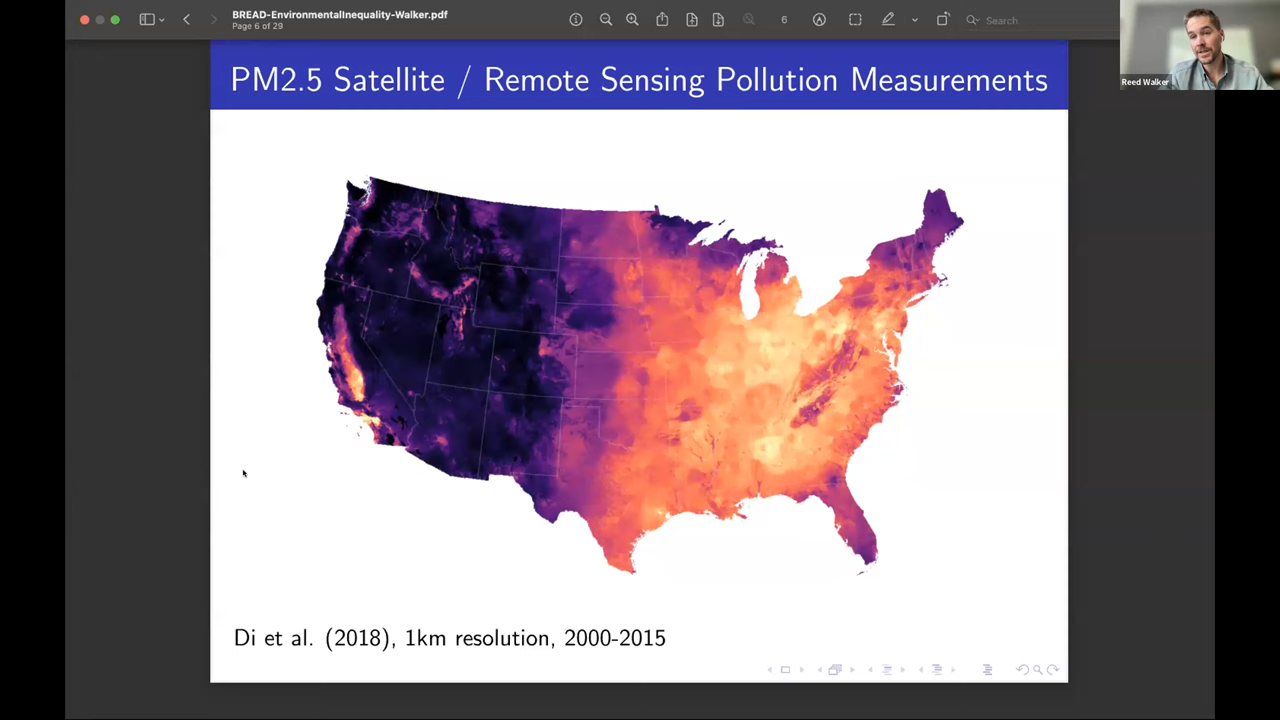 BREAD-EnvironmentalInequality-Walker.pdf
Page 6 of 29
6
Search
Reed Walker
PM2.5 Satellite / Remote Sensing Pollution Measurements
Di et al. (2018), 1km resolution, 2000-2015